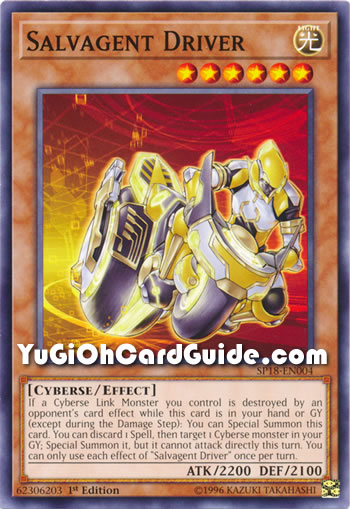 SALVAGENT DRIVER
LIGHT
光
YuGiOhCardGuide.com
SP18-EN004
[CYBERSE/EFFECT]
If a Cyberse Link Monster you control is destroyed by an
opponent's card effect while this card is in your hand or GY
(except during the Damage Step): You can Special Summon this
card. You can discard 1 Spell, then target 1 Cyberse monster in your
GY; Special Summon it, but it cannot attack directly this turn. You
can only use each effect of "Salvagent Driver" once per turn.
ATK/2200 DEF/2100
62306203 1st Edition ©1996 KAZUKI TAKAHASHI